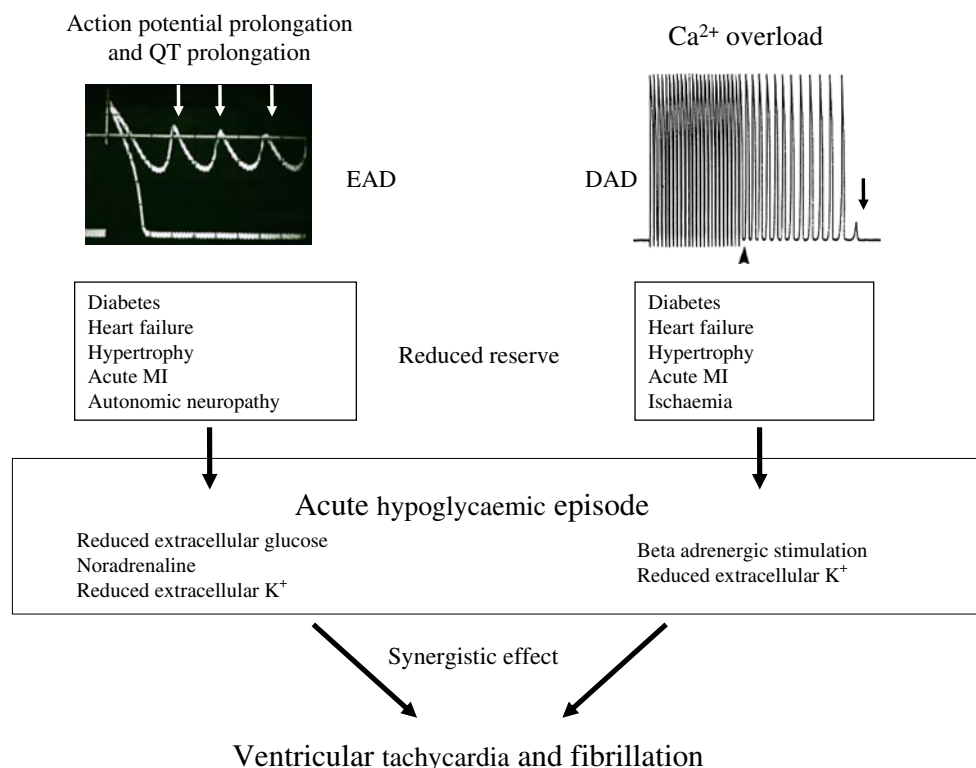 Action potential prolongation
and QT prolongation
Ca²⁺ overload
EAD
DAD
Diabetes
Heart failure
Hypertrophy
Acute MI
Autonomic neuropathy
Reduced reserve
Diabetes
Heart failure
Hypertrophy
Acute MI
Ischaemia
Acute hypoglycaemic episode
Reduced extracellular glucose
Noradrenaline
Reduced extracellular K⁺
Beta adrenergic stimulation
Reduced extracellular K⁺
Synergistic effect
Ventricular tachycardia and fibrillation